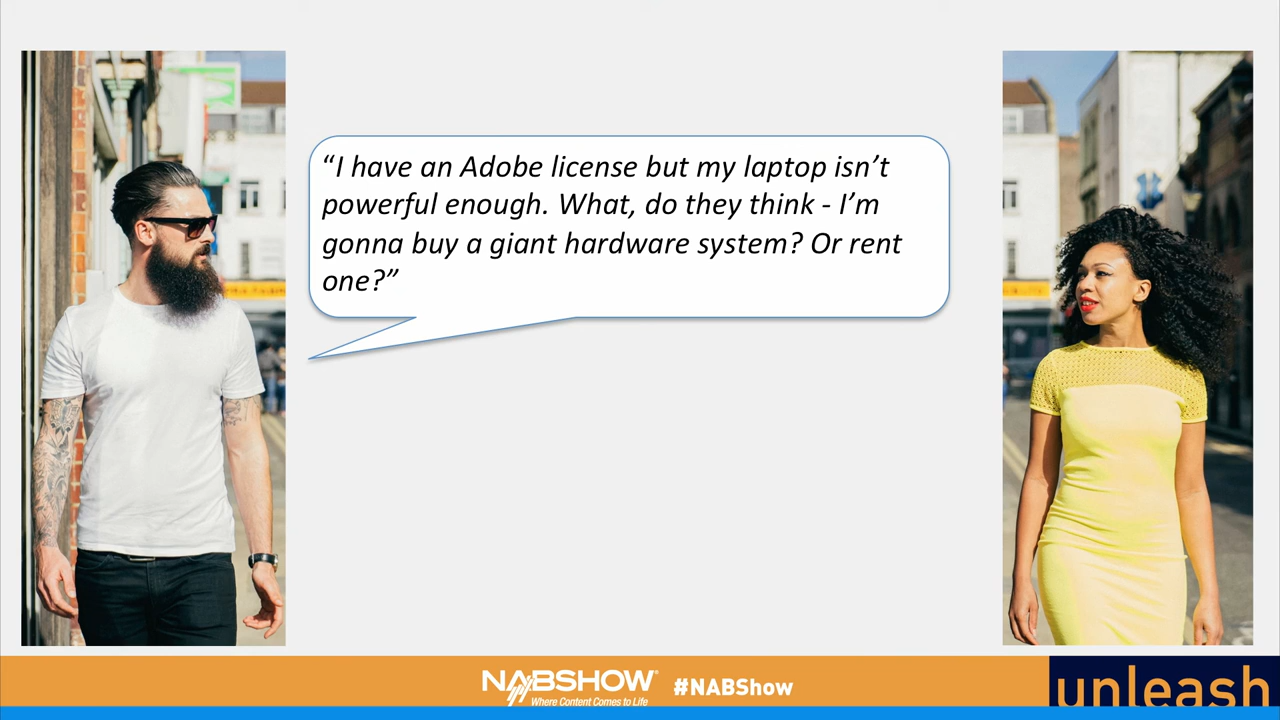 “I have an Adobe license but my laptop isn’t
powerful enough. What, do they think - I’m
gonna buy a giant hardware system? Or rent
one?”
NABSHOW®
Where Content Comes to Life
#NABShow
unleash